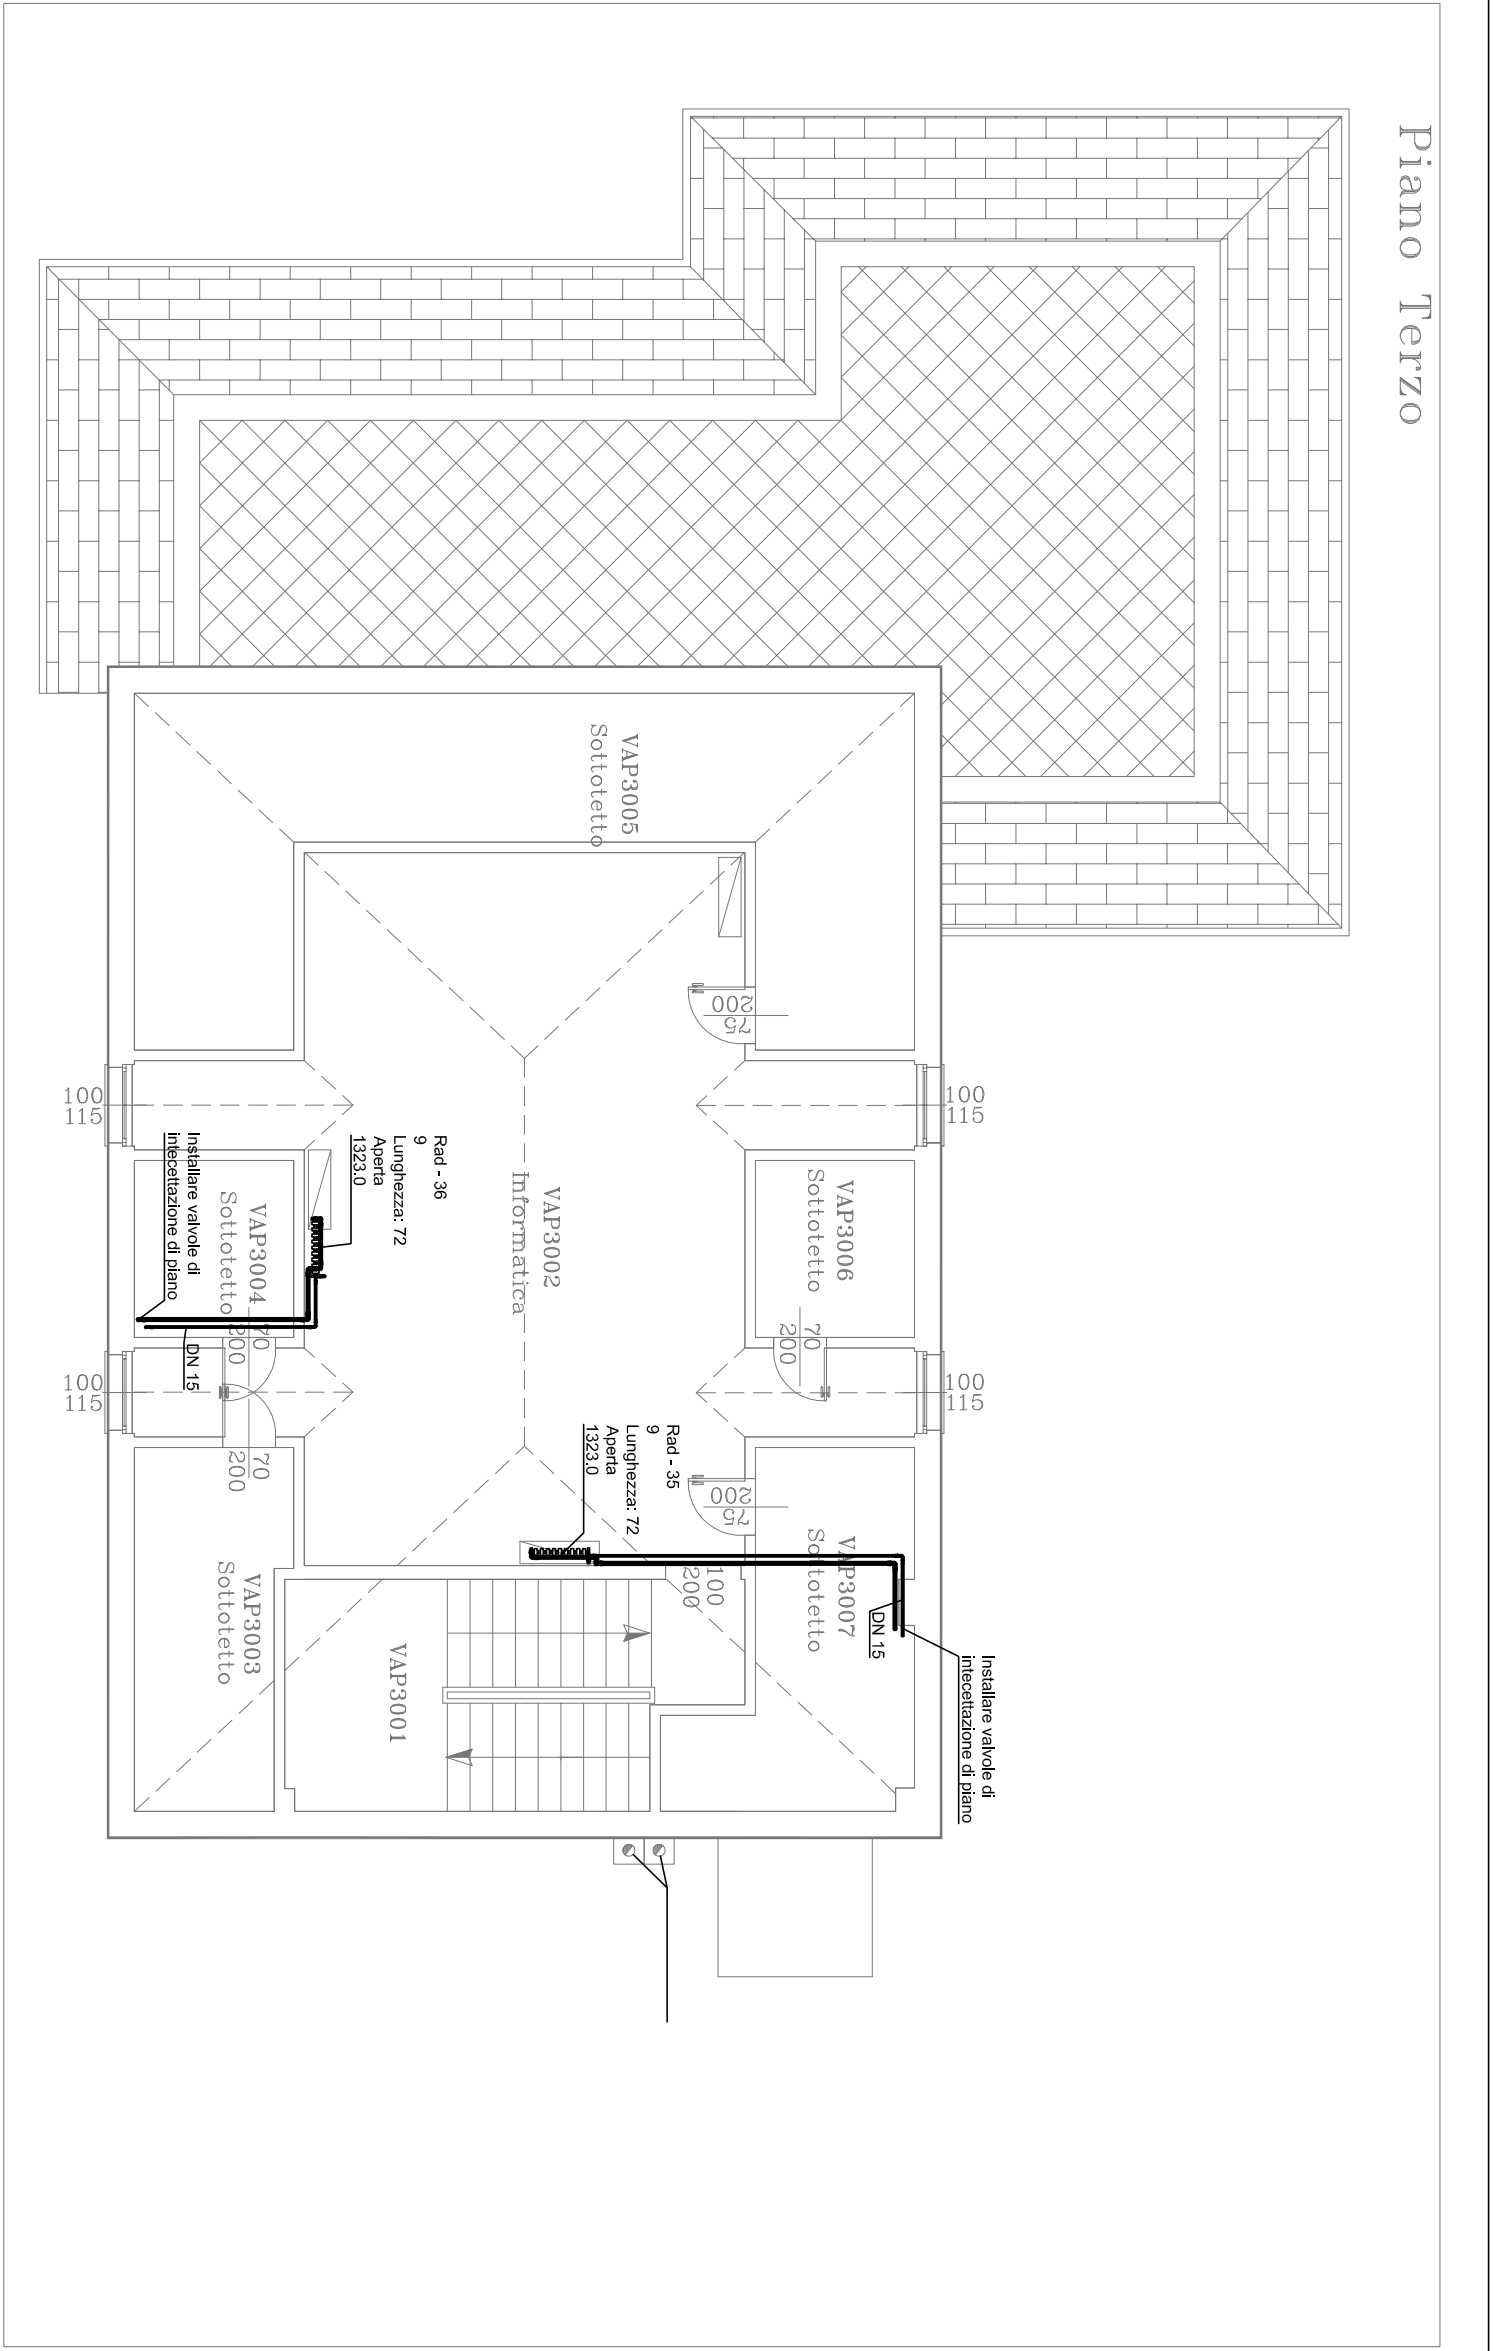 Piano Terzo
VAP3005
Sottotetto
200
75
100
115
100
115
Rad - 36
9
Lunghezza: 72
Aperta
1323.0
Installare valvole di
intecettazione di piano
VAP3004
Sottotetto
70
200
DN 15
VAP3002
Informatica
VAP3006
Sottotetto
70
200
100
115
100
115
70
200
Rad - 35
9
Lunghezza: 72
Aperta
1323.0
200
75
VAP3007
Sottotetto
100
200
DN 15
Installare valvole di
intecettazione di piano
VAP3003
Sottotetto
VAP3001